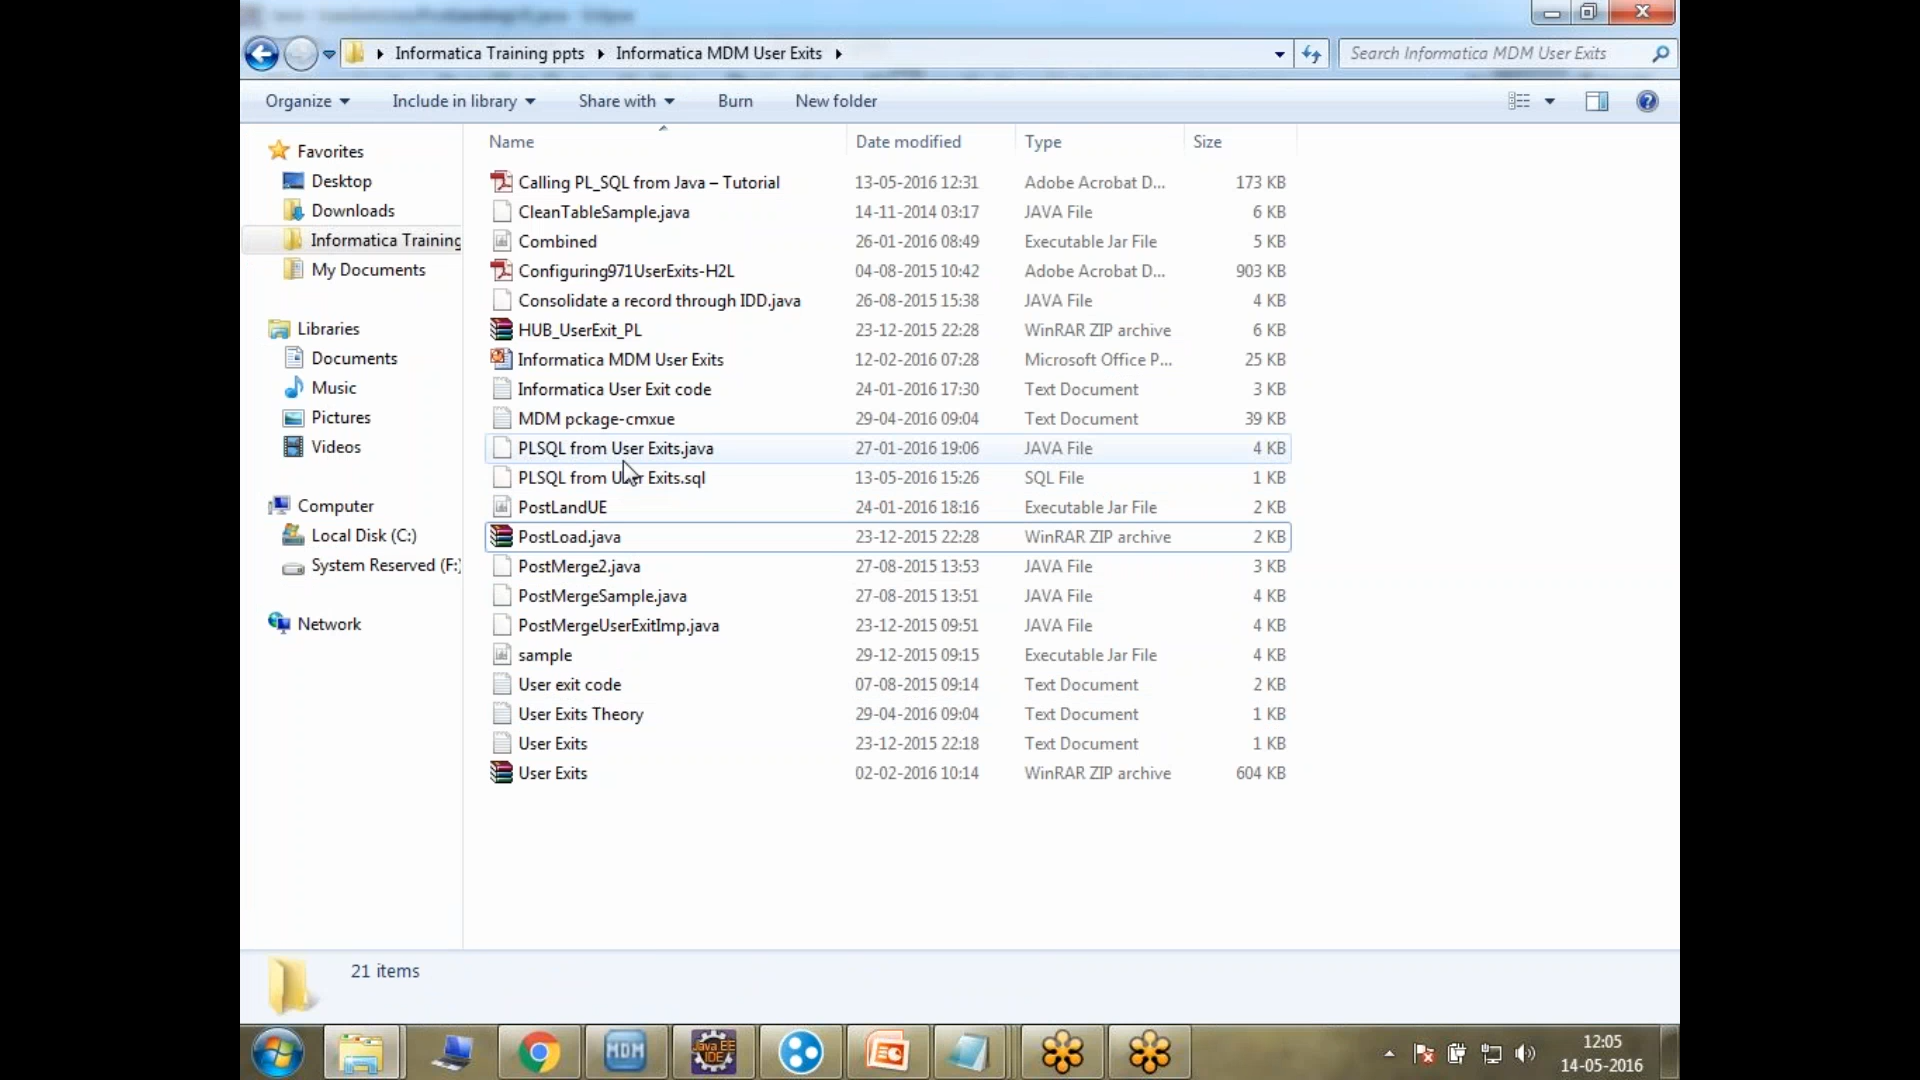 Informatica Training ppts Informatica MDM User Exits Search Informatica MDM User Exits
Organize Include in library Share with Burn New folder
Name Date modified Type Size
Favorites
Desktop
Downloads
Informatica Training
My Documents
Libraries
Documents
Music
Pictures
Videos
Computer
Local Disk (C:)
System Reserved (F:)
Network
Calling PL_SQL from Java – Tutorial 13-05-2016 12:31 Adobe Acrobat D... 173 KB
CleanTableSample.java 14-11-2014 03:17 JAVA File 6 KB
Combined 26-01-2016 08:49 Executable Jar File 5 KB
Configuring971UserExits-H2L 04-08-2015 10:42 Adobe Acrobat D... 903 KB
Consolidate a record through IDD.java 26-08-2015 15:38 JAVA File 4 KB
HUB_UserExit_PL 23-12-2015 22:28 WinRAR ZIP archive 6 KB
Informatica MDM User Exits 12-02-2016 07:28 Microsoft Office P... 25 KB
Informatica User Exit code 24-01-2016 17:30 Text Document 3 KB
MDM pckage-cmxue 29-04-2016 09:04 Text Document 39 KB
PLSQL from User Exits.java 27-01-2016 19:06 JAVA File 4 KB
PLSQL from User Exits.sql 13-05-2016 15:26 SQL File 1 KB
PostLandUE 24-01-2016 18:16 Executable Jar File 2 KB
PostLoad.java 23-12-2015 22:28 WinRAR ZIP archive 2 KB
PostMerge2.java 27-08-2015 13:53 JAVA File 3 KB
PostMergeSample.java 27-08-2015 13:51 JAVA File 4 KB
PostMergeUserExitImp.java 23-12-2015 09:51 JAVA File 4 KB
sample 29-12-2015 09:15 Executable Jar File 4 KB
User exit code 07-08-2015 09:14 Text Document 2 KB
User Exits Theory 29-04-2016 09:04 Text Document 1 KB
User Exits 23-12-2015 22:18 Text Document 1 KB
User Exits 02-02-2016 10:14 WinRAR ZIP archive 604 KB
21 items
MDM
Java EE
IDE
12:05
14-05-2016